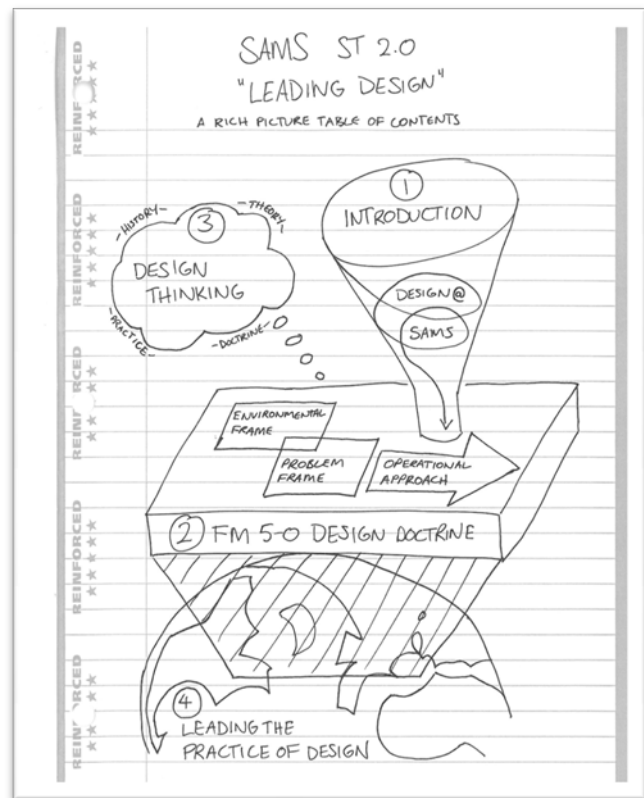 SAMS ST 2.0
"LEADING DESIGN"
A RICH PICTURE TABLE OF CONTENTS
REINFORCED
1
INTRODUCTION
DESIGN @
SAMS
3
-HISTORY-
-THEORY-
DESIGN
THINKING
-PRACTICE-
-DOCTRINE-
REINFORCED
REINFORCED
ENVIRONMENTAL
FRAME
PROBLEM
FRAME
OPERATIONAL
APPROACH
2 FM 5-0 DESIGN DOCTRINE
REINFORCED
4
LEADING THE
PRACTICE OF DESIGN
REINFORCED